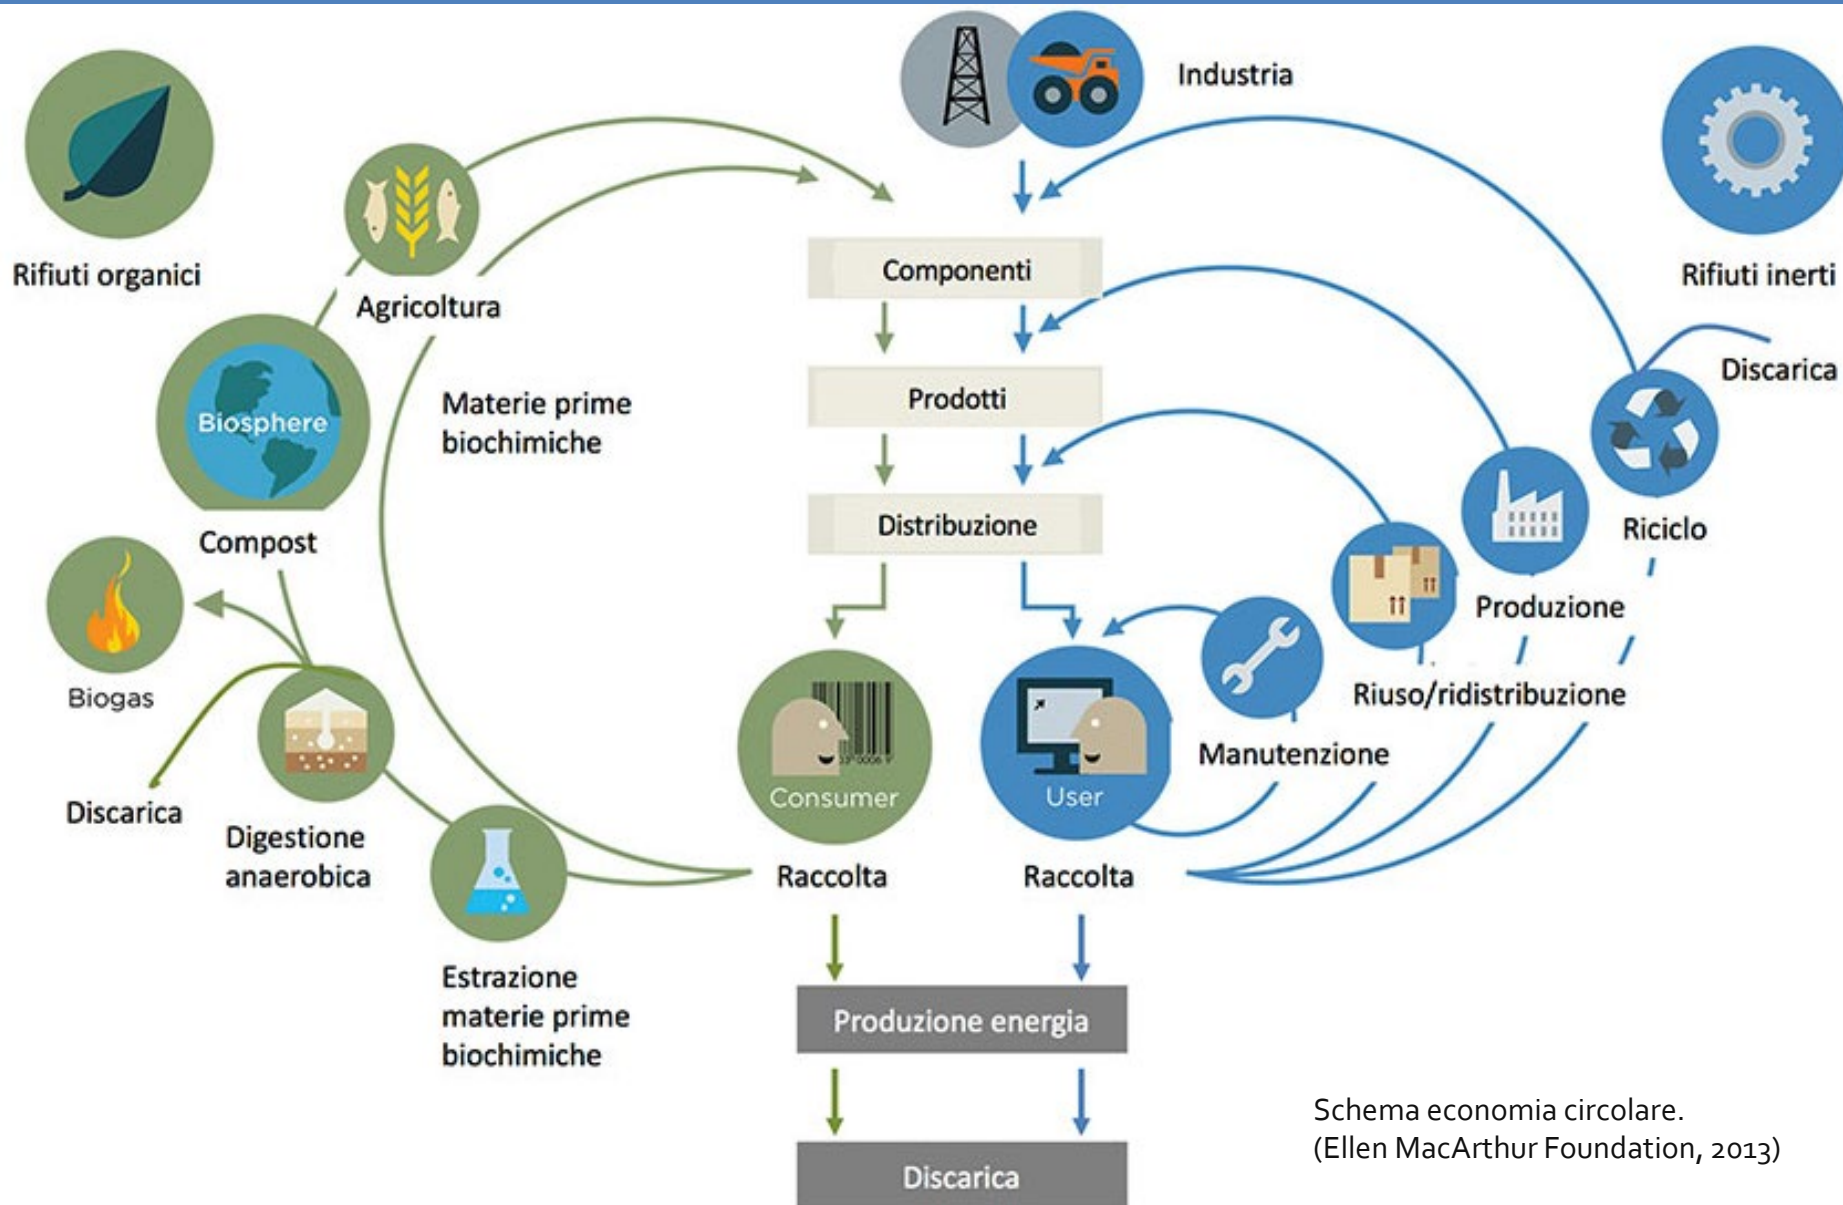 Industria
Rifiuti organici
Rifiuti inerti
Agricoltura
Componenti
Discarica
Materie prime
biochimiche
Prodotti
Biosphere
Compost
Distribuzione
Riciclo
Produzione
Biogas
Riuso/ridistribuzione
Manutenzione
Discarica
Digestione
anaerobica
Consumer
User
Raccolta
Raccolta
Estrazione
materie prime
biochimiche
Produzione energia
Discarica
Schema economia circolare.
(Ellen MacArthur Foundation, 2013)